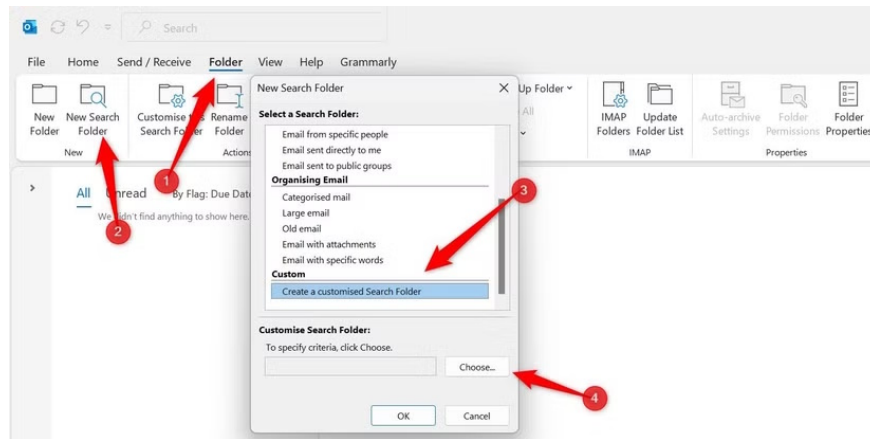 Search
File Home Send / Receive Folder View Help Grammarly
New Folder
New Search Folder
Customise this Search Folder
Rename Folder
Up Folder
All
IMAP Folders
Update Folder List
Auto-archive Settings
Folder Permissions
Folder Properties
New
Actions
IMAP
Properties
New Search Folder
Select a Search Folder:
Email from specific people
Email sent directly to me
Email sent to public groups
Organising Email
Categorised mail
Large email
Old email
Email with attachments
Email with specific words
Custom
Create a customised Search Folder
Customise Search Folder:
To specify criteria, click Choose.
Choose...
OK Cancel
All Unread By Flag: Due Date
We didn't find anything to show here.
1
2
3
4